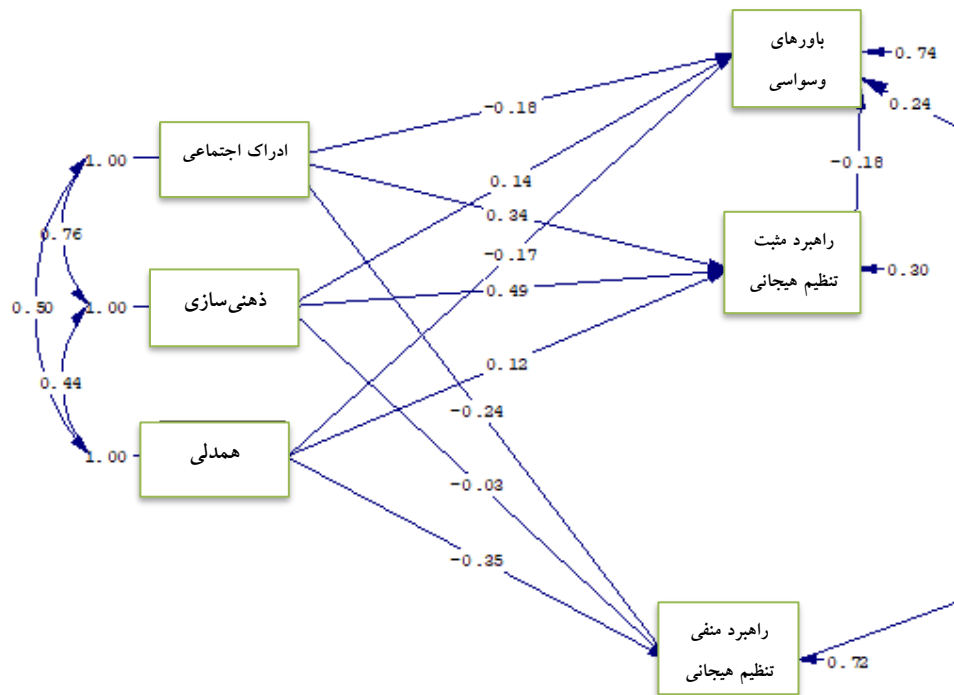 باورهای
وسواسی
0.74
0.24
-0.18
-0.18
ادراک اجتماعی
1.00
0.76
0.14
0.34
-0.17
راهبرد مثبت
تنظیم هیجانی
0.30
ذهنی‌سازی
1.00
0.50
0.49
0.44
0.12
-0.24
همدلی
1.00
-0.03
-0.35
راهبرد منفی
تنظیم هیجانی
0.72